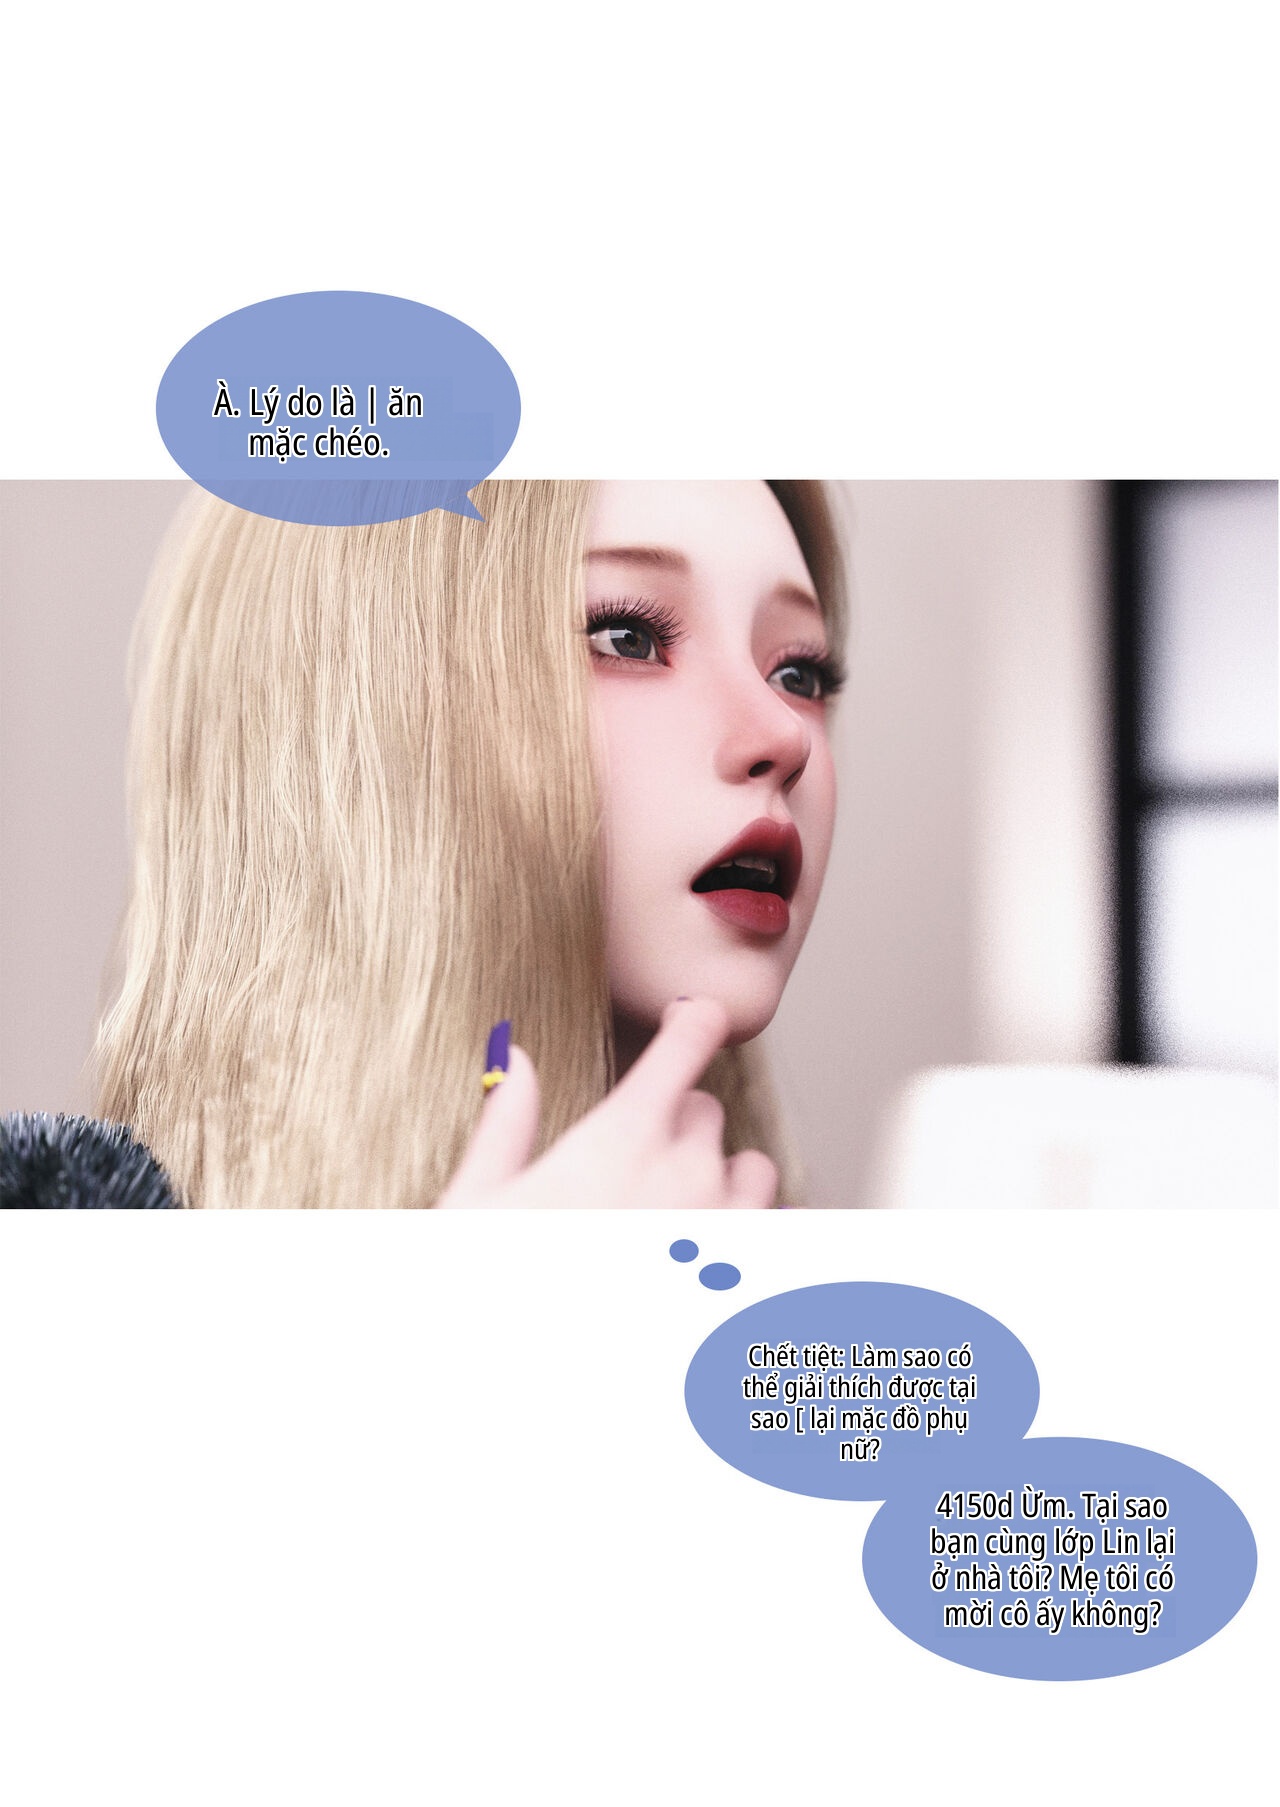 À. Lý do là | ăn
mặc chéo.
Chết tiệt: Làm sao có
thể giải thích được tại
sao [ lại mặc đồ phụ
nữ?
4150d Ừm. Tại sao
bạn cùng lớp Lin lại
ở nhà tôi? Mẹ tôi có
mời cô ấy không?